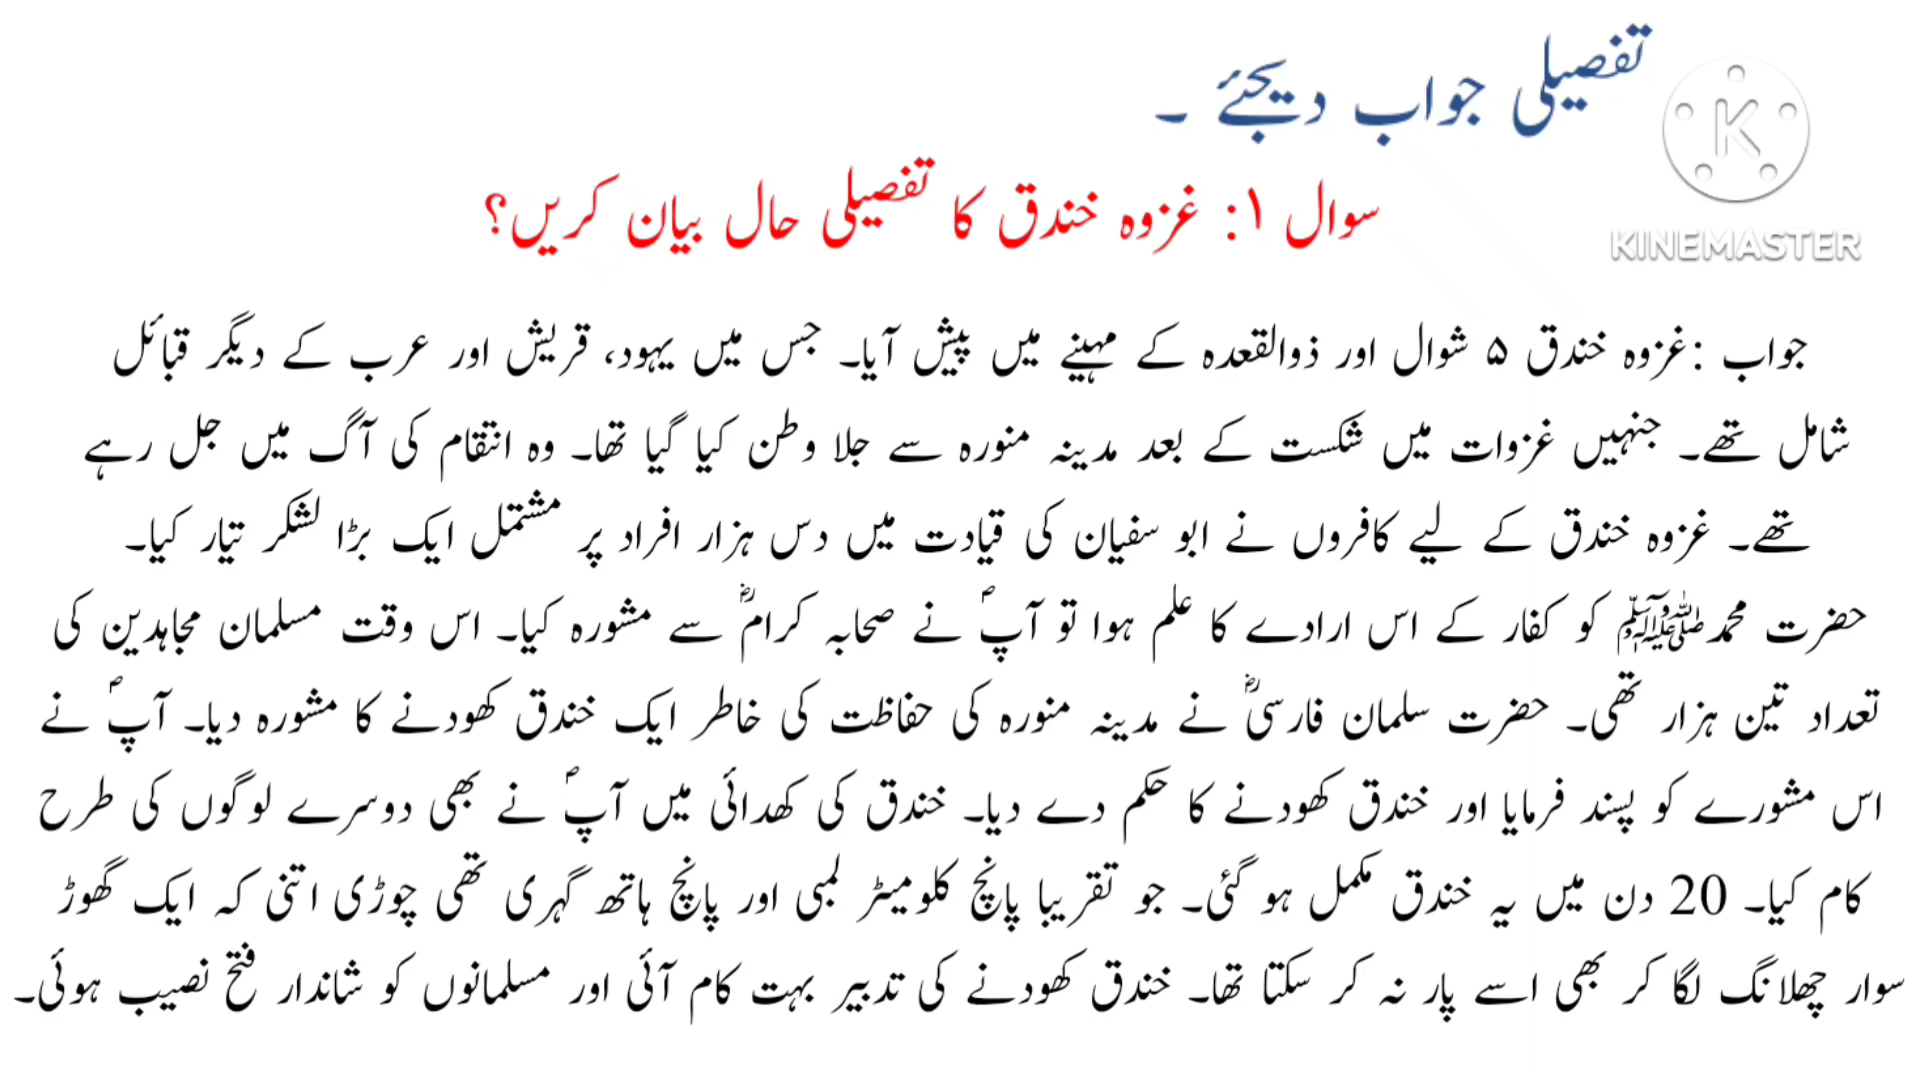 تفصیلی جواب دیجئے ۔
سوال ۱: غزوہ خندق کا تفصیلی حال بیان کریں؟
KINEMASTER
جواب :غزوہ خندق ۵ شوال اور ذوالقعدہ کے مہینے میں پیش آیا۔ جس میں یہود، قریش اور عرب کے دیگر قبائل
شامل تھے۔ جنہیں غزوات میں شکست کے بعد مدینہ منورہ سے جلا وطن کیا گیا تھا۔ وہ انتقام کی آگ میں جل رہے
تھے۔ غزوہ خندق کے لیے کافروں نے ابو سفیان کی قیادت میں دس ہزار افراد پر مشتمل ایک بڑا لشکر تیار کیا۔
حضرت محمدﷺ کو کفار کے اس ارادے کا علم ہوا تو آپؐ نے صحابہ کرامؓ سے مشورہ کیا۔ اس وقت مسلمان مجاہدین کی
تعداد تین ہزار تھی۔ حضرت سلمان فارسیؓ نے مدینہ منورہ کی حفاظت کی خاطر ایک خندق کھودنے کا مشورہ دیا۔ آپؐ نے
اس مشورے کو پسند فرمایا اور خندق کھودنے کا حکم دے دیا۔ خندق کی کھدائی میں آپؐ نے بھی دوسرے لوگوں کی طرح
کام کیا۔ 20 دن میں یہ خندق مکمل ہو گئی۔ جو تقریبا پانچ کلومیٹر لمبی اور پانچ ہاتھ گہری تھی چوڑی اتنی کہ ایک گھوڑ
سوار چھلانگ لگا کر بھی اسے پار نہ کر سکتا تھا۔ خندق کھودنے کی تدبیر بہت کام آئی اور مسلمانوں کو شاندار فتح نصیب ہوئی۔